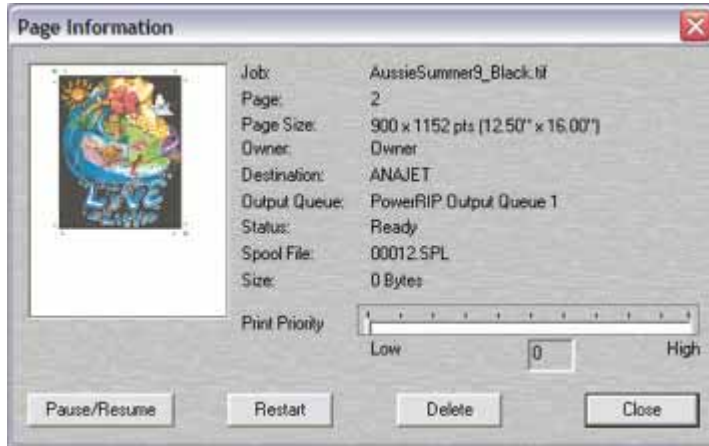 Page Information
Job: AussieSummer9_Black.tif
Page: 2
Page Size: 900 x 1152 pts (12.50" x 16.00")
Owner: Owner
Destination: ANAJET
Output Queue: PowerRIP Output Queue 1
Status: Ready
Spool File: 00012.SPL
Size: 0 Bytes
Print Priority
Low 0 High
Pause/Resume Restart Delete Close
LIVE